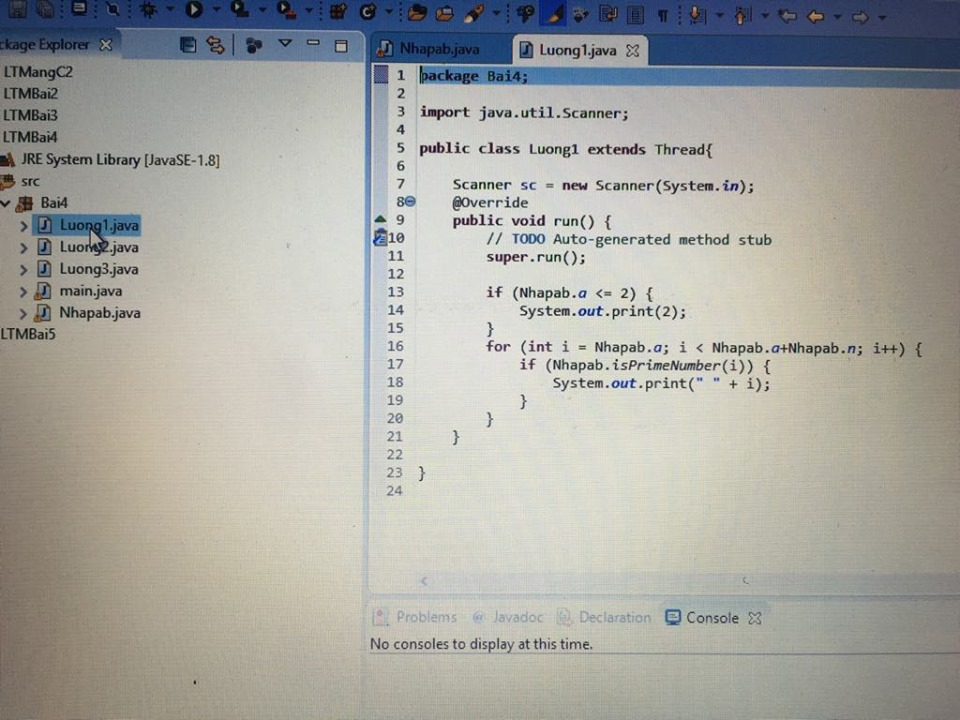 ckage Explorer
LTMangC2
LTMBai2
LTMBai3
LTMBai4
JRE System Library [JavaSE-1.8]
src
Bai4
Luong1.java
Luong2.java
Luong3.java
main.java
Nhapab.java
LTMBai5
Nhapab.java
Luong1.java
1 package Bai4;
2
3 import java.util.Scanner;
4
5 public class Luong1 extends Thread{
6
7 Scanner sc = new Scanner(System.in);
8 @Override
9 public void run() {
10 // TODO Auto-generated method stub
11 super.run();
12
13 if (Nhapab.a <= 2) {
14 System.out.print(2);
15 }
16 for (int i = Nhapab.a; i < Nhapab.a+Nhapab.n; i++) {
17 if (Nhapab.isPrimeNumber(i)) {
18 System.out.print(" " + i);
19 }
20 }
21 }
22
23 }
24
Problems
Javadoc
Declaration
Console
No consoles to display at this time.